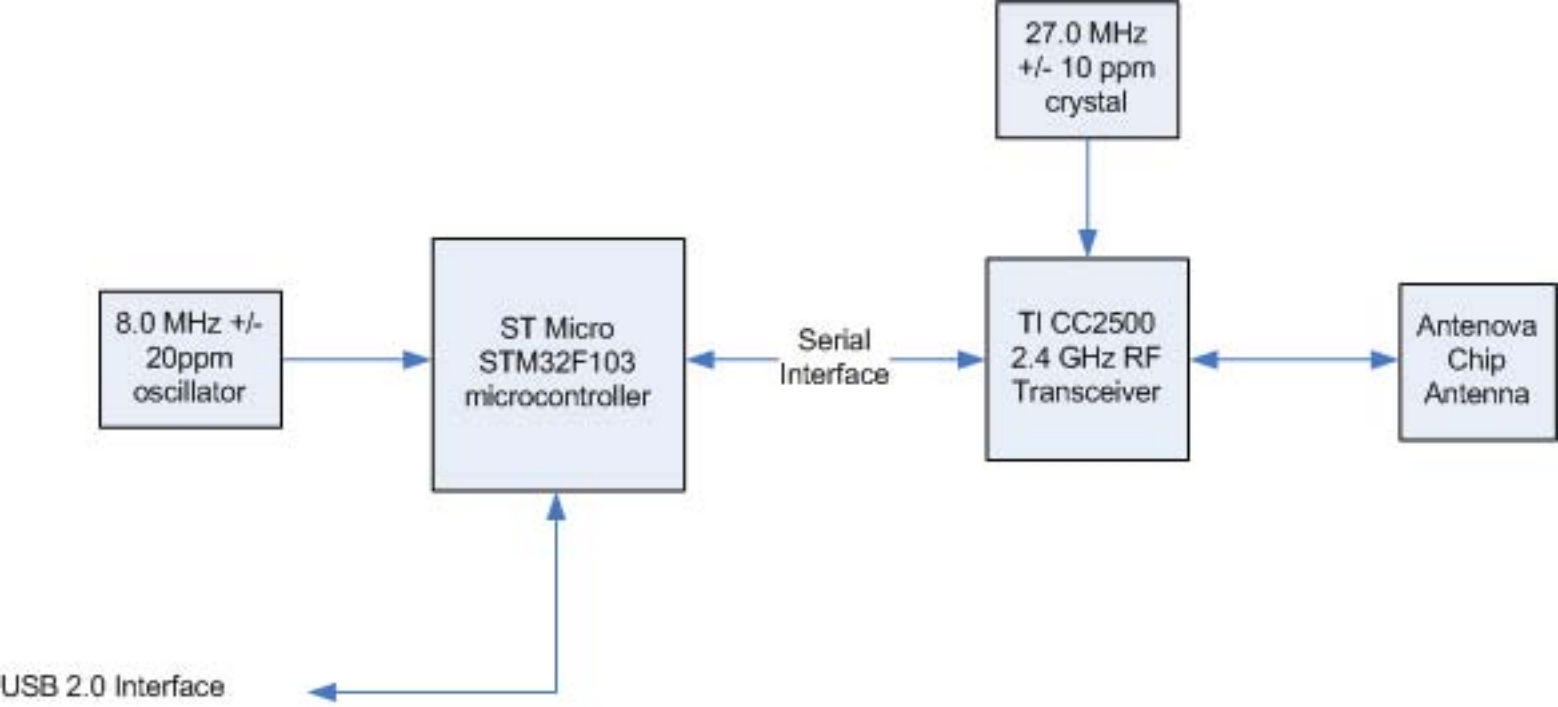 27.0 MHz
+/- 10 ppm
crystal
8.0 MHz +/-
20ppm
oscillator
ST Micro
STM32F103
microcontroller
Serial
Interface
TI CC2500
2.4 GHz RF
Transceiver
Antenova
Chip
Antenna
USB 2.0 Interface